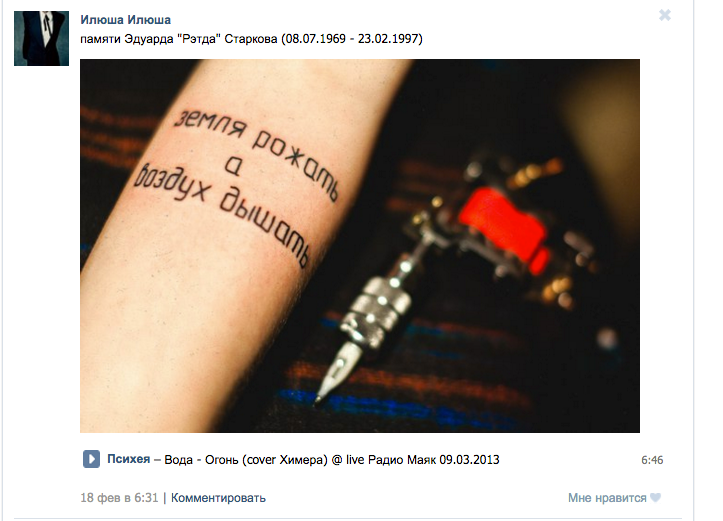 Илюша Илюша
памяти Эдуарда "Рэтда" Старкова (08.07.1969 - 23.02.1997)
земля рожать
а
воздух дышать
Психея – Вода - Огонь (cover Химера) @ live Радио Маяк 09.03.2013 6:46
18 фев в 6:31 | Комментировать Мне нравится